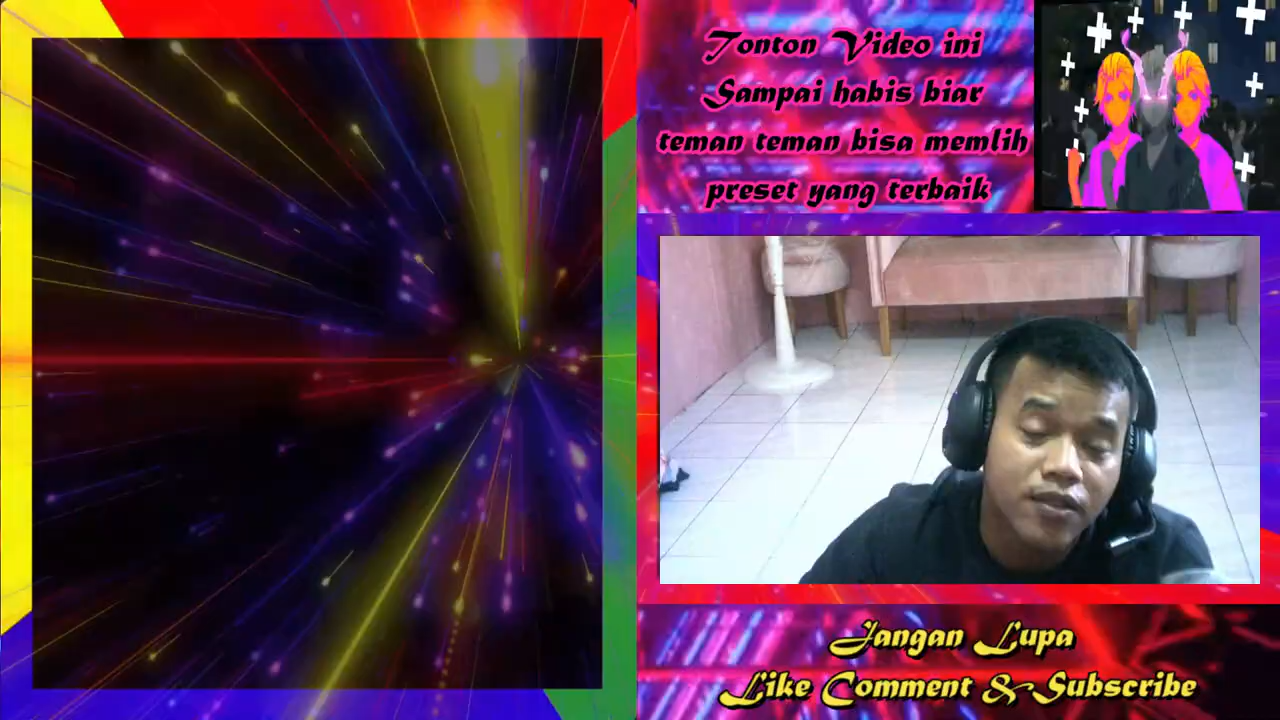 Tonton Video ini
Sampai habis biar
teman teman bisa memlih
preset yang terbaik
Jangan Lupa
Like Comment & Subscribe